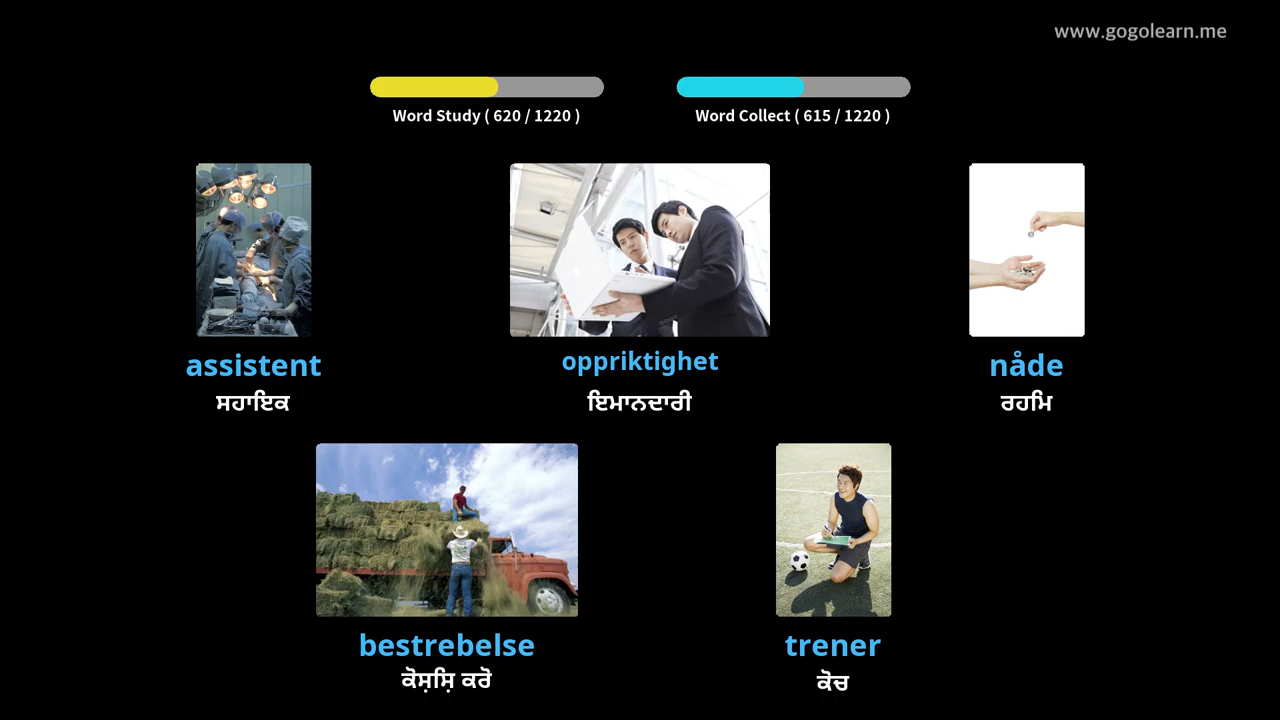 www.gogolearn.me
Word Study ( 620 / 1220 )
Word Collect ( 615 / 1220 )
assistent
ਸਹਾਇਕ
oppriktighet
ਇਮਾਨਦਾਰੀ
nåde
ਰਹਮਿ
bestrebelse
ਕੋਸ਼ਸਿ਼ ਕਰੋ
trener
ਕੋਚ